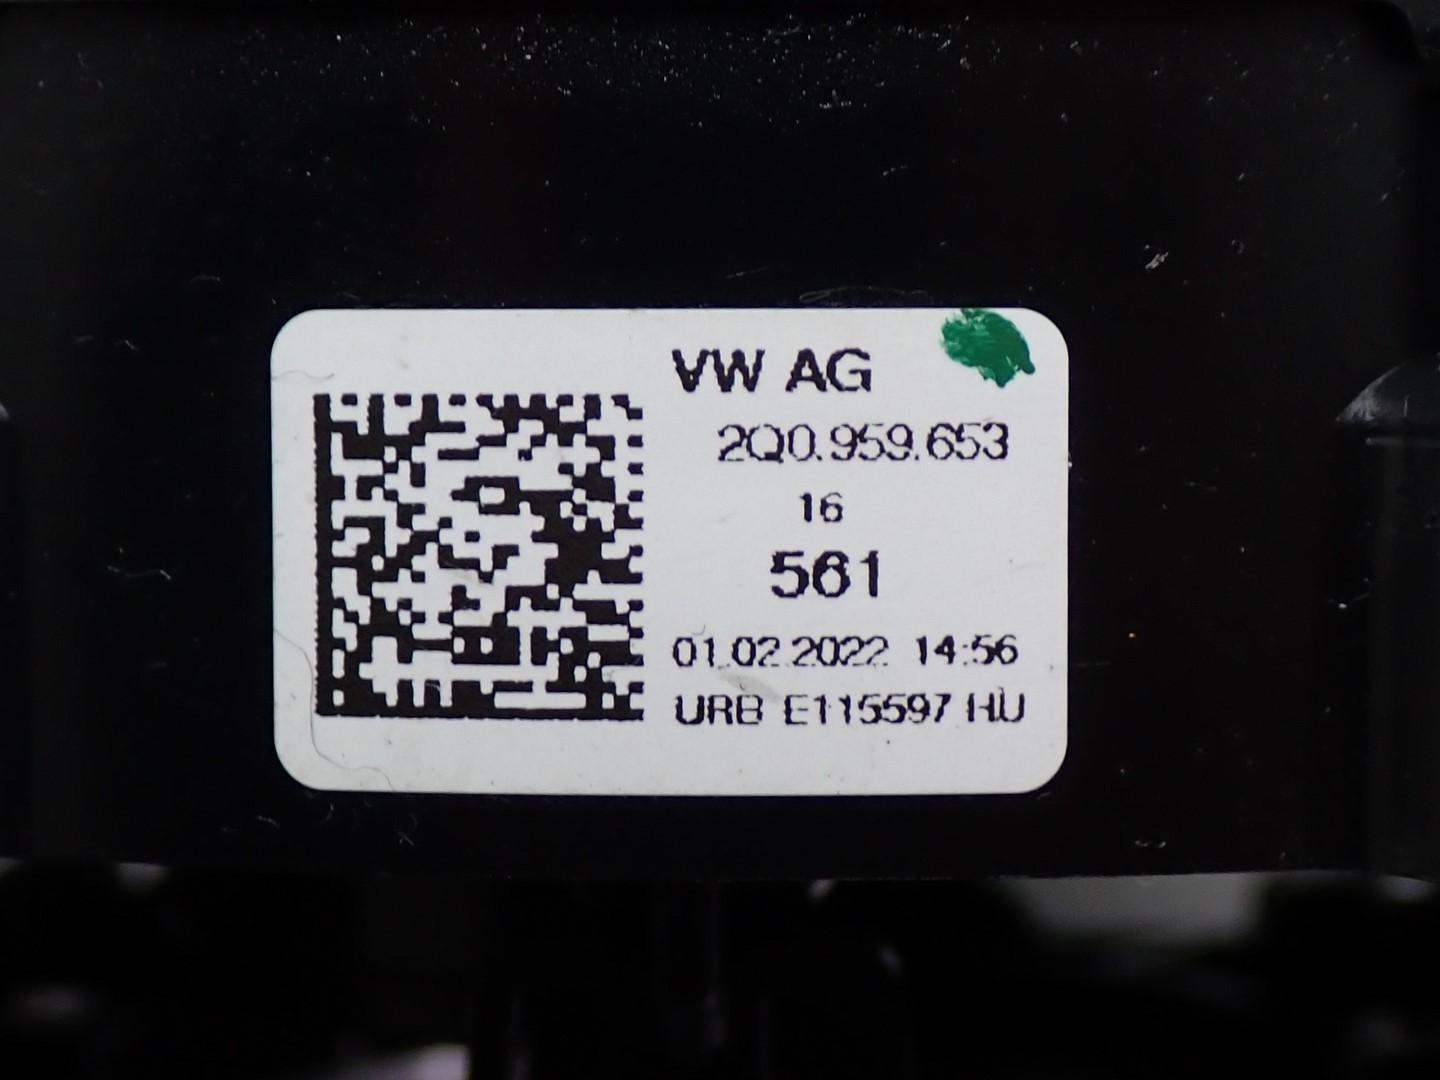 VW AG
2Q0.959.653
16
561
01.02.2022 14:56
URB E115597 HU